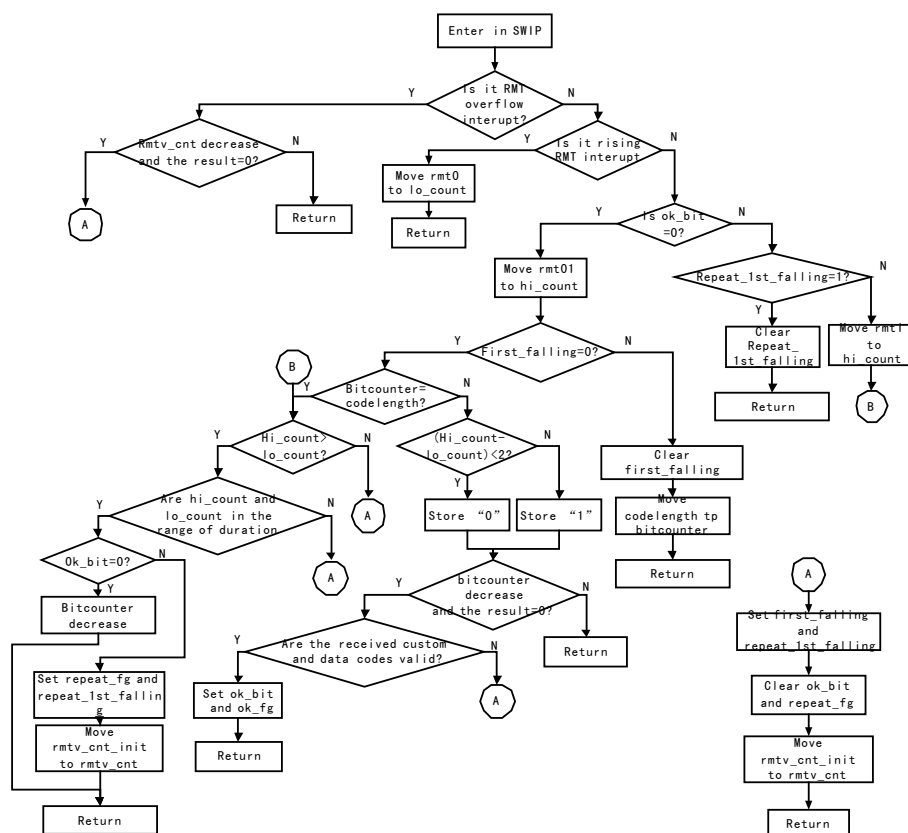 Enter in SWIP
Is it RMT
overflow
interupt?
Y
N
Rmtv_cnt decrease
and the result=0?
Y
N
A
Return
Is it rising
RMT interupt
Y
N
Move rmt0
to lo_count
Return
Is ok_bit
=0?
Y
N
Move rmt01
to hi_count
Repeat_1st_falling=1?
Y
N
Clear
Repeat_
1st falling
Return
Move rmt1
to
hi_count
B
First_falling=0?
Y
N
B
Bitcounter=
codelength?
Y
N
Hi_count>
lo_count?
Y
N
A
(Hi_count-
lo_count)<2?
Y
N
Store “0”
Store “1”
Clear
first_falling
Move
codelength tp
bitcounter
Return
Are hi_count and
lo_count in the
range of duration
Y
N
A
Ok_bit=0?
Y
N
Bitcounter
decrease
Set repeat_fg and
repeat_1st_fallin
g
Move
rmtv_cnt_init
to rmtv_cnt
Return
bitcounter
decrease
and the result=0?
Y
N
Return
Are the received custom
and data codes valid?
Y
N
A
Set ok_bit
and ok_fg
Return
A
Set first_falling
and
repeat_1st_falling
Clear ok_bit
and repeat_fg
Move
rmtv_cnt_init
to rmtv_cnt
Return